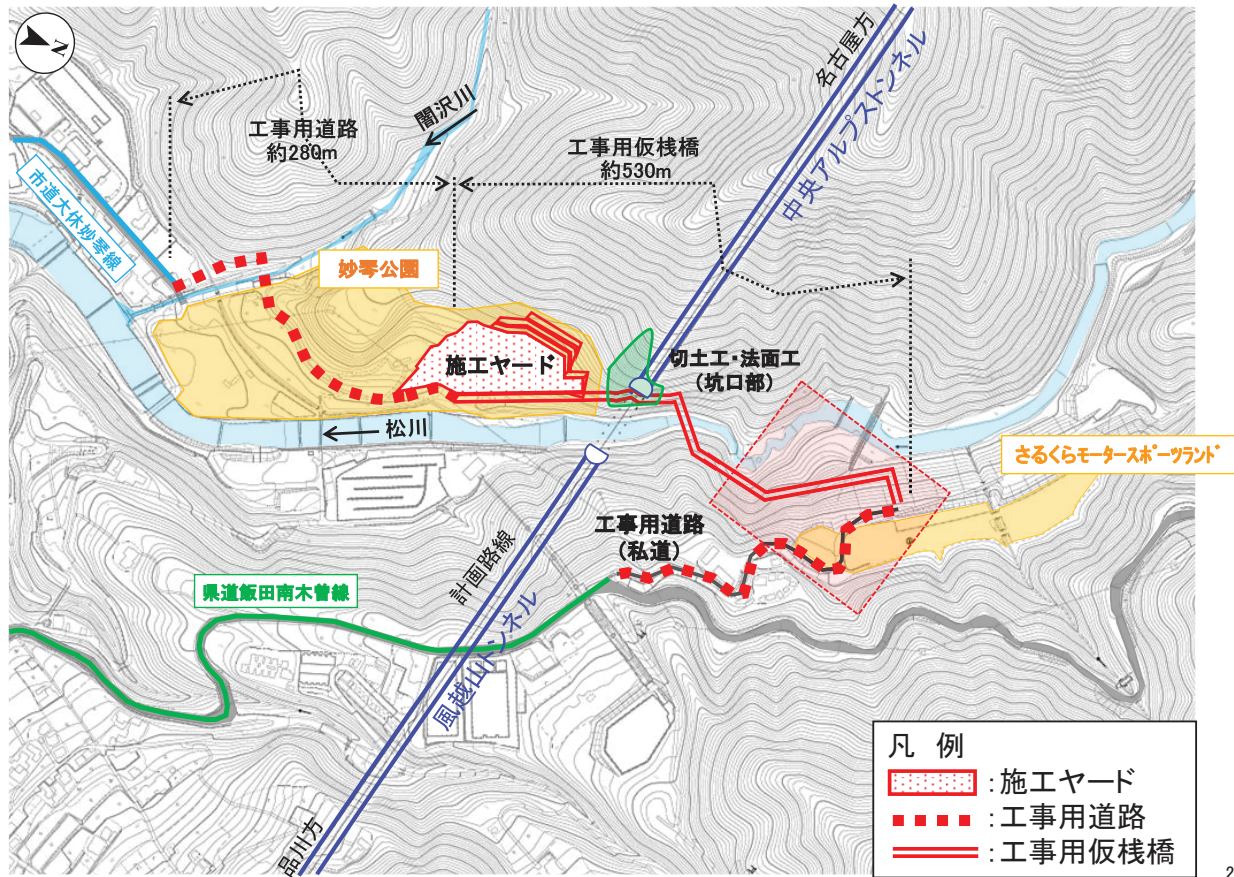 N
名古屋方
中央アルプストンネル
闇沢川
工事用道路
約280m
工事用仮桟橋
約530m
市道大休妙琴線
妙琴公園
施工ヤード
切土工・法面工
(坑口部)
松川
さるくらモータースポーツランド
工事用道路
(私道)
計画路線
県道飯田南木曽線
風越山トンネル
品川方
凡 例
:施工ヤード
:工事用道路
:工事用仮桟橋
2